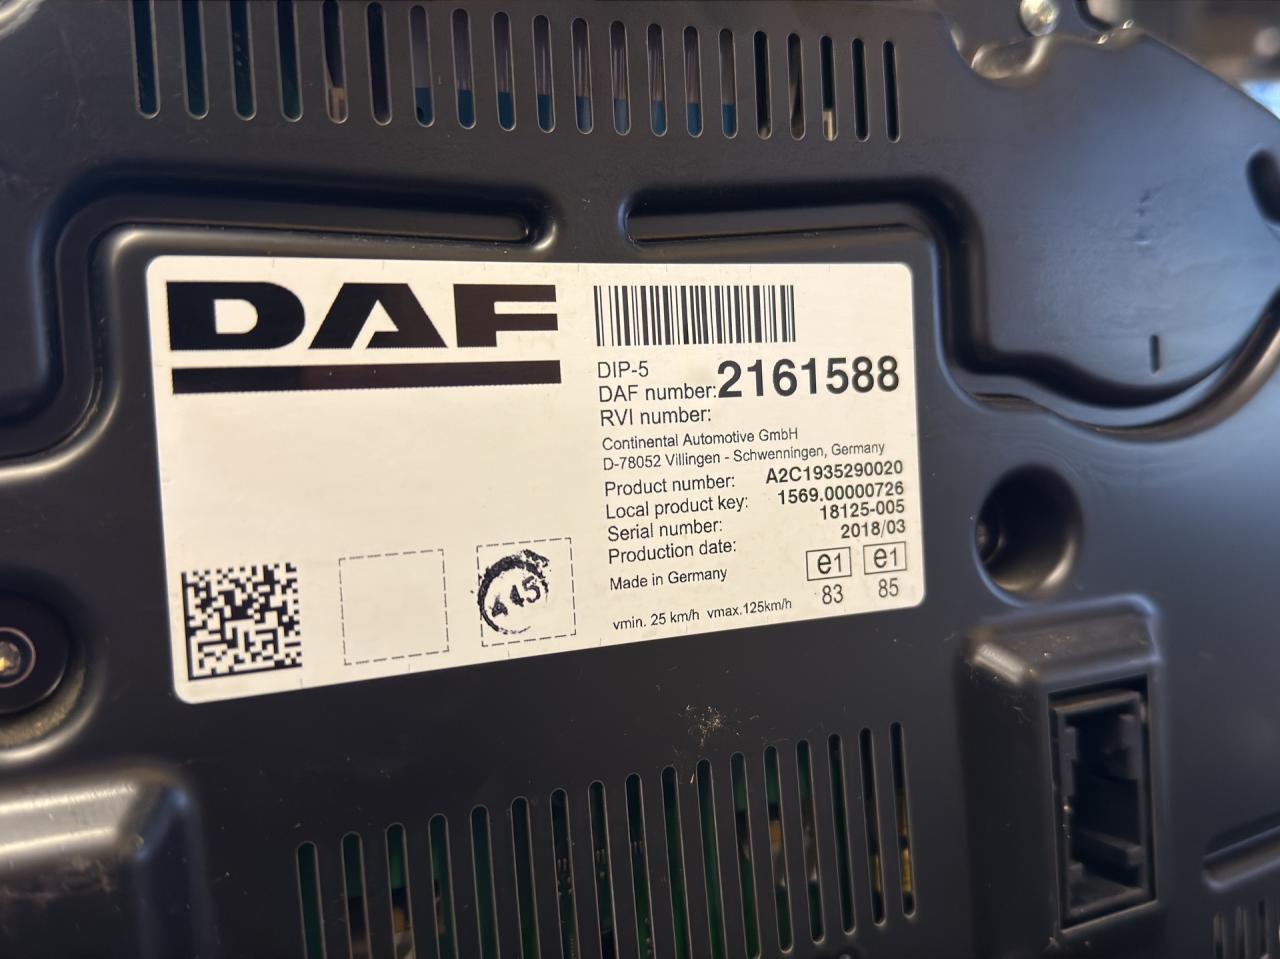 DAF
DIP-5
DAF number: 2161588
RVI number:
Continental Automotive GmbH
D-78052 Villingen - Schwenningen, Germany
Product number: A2C1935290020
Local product key: 1569.00000726
Serial number: 18125-005
Production date: 2018/03
Made in Germany
e1 e1
83 85
vmin. 25 km/h vmax.125km/h
445